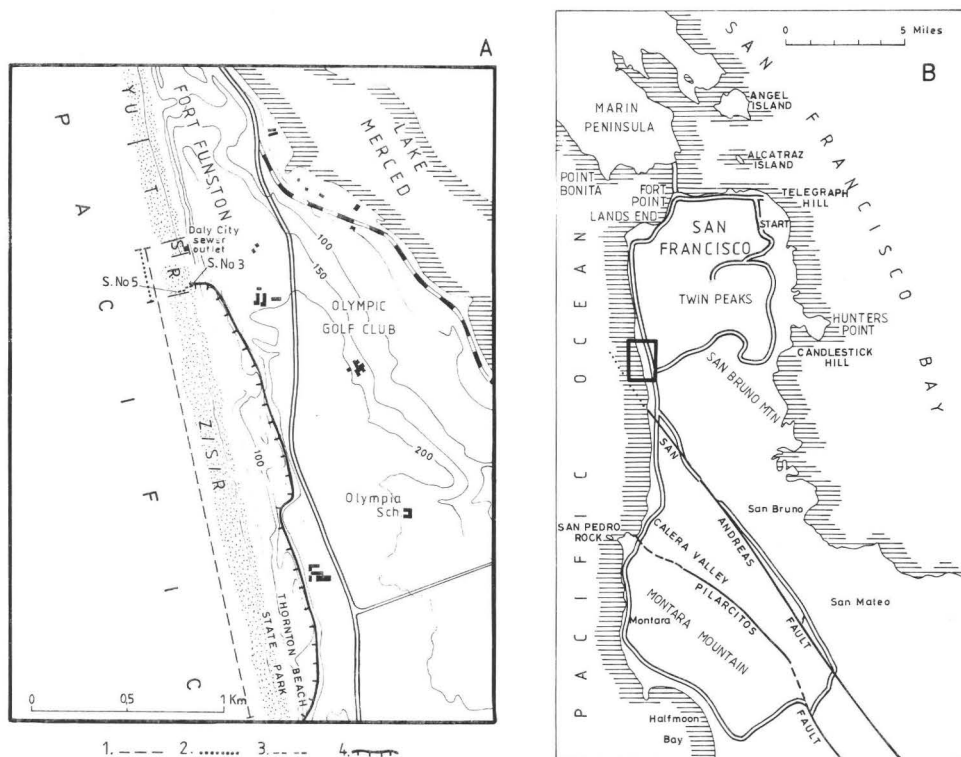 A
YU
T
FORT FUNSTON
LAKE
MERCED
PACIFIC
Daly City
sewer
outlet
S. No 3
S. No 5
S/R
100
150
OLYMPIC
GOLF CLUB
200
Z/S/R
100
Olympia
Sch
THORNTON BEACH
STATE PARK
0 0,5 1 Km
1. 2. 3. 4.
B
0 5 Miles
SAN FRANCISCO BAY
MARIN
PENINSULA
ANGEL
ISLAND
ALCATRAZ
ISLAND
POINT
BONITA
FORT
POINT
LANDS END
TELEGRAPH
HILL
START
SAN
FRANCISCO
TWIN PEAKS
HUNTERS
POINT
CANDLESTICK
HILL
SAN BRUNO MTN
PACIFIC OCEAN
SAN
ANDREAS
FAULT
San Bruno
SAN PEDRO
ROCK
CALERA VALLEY
PILARCITOS
FAULT
San Mateo
MONTARA
MOUNTAIN
Montara
Halfmoon
Bay